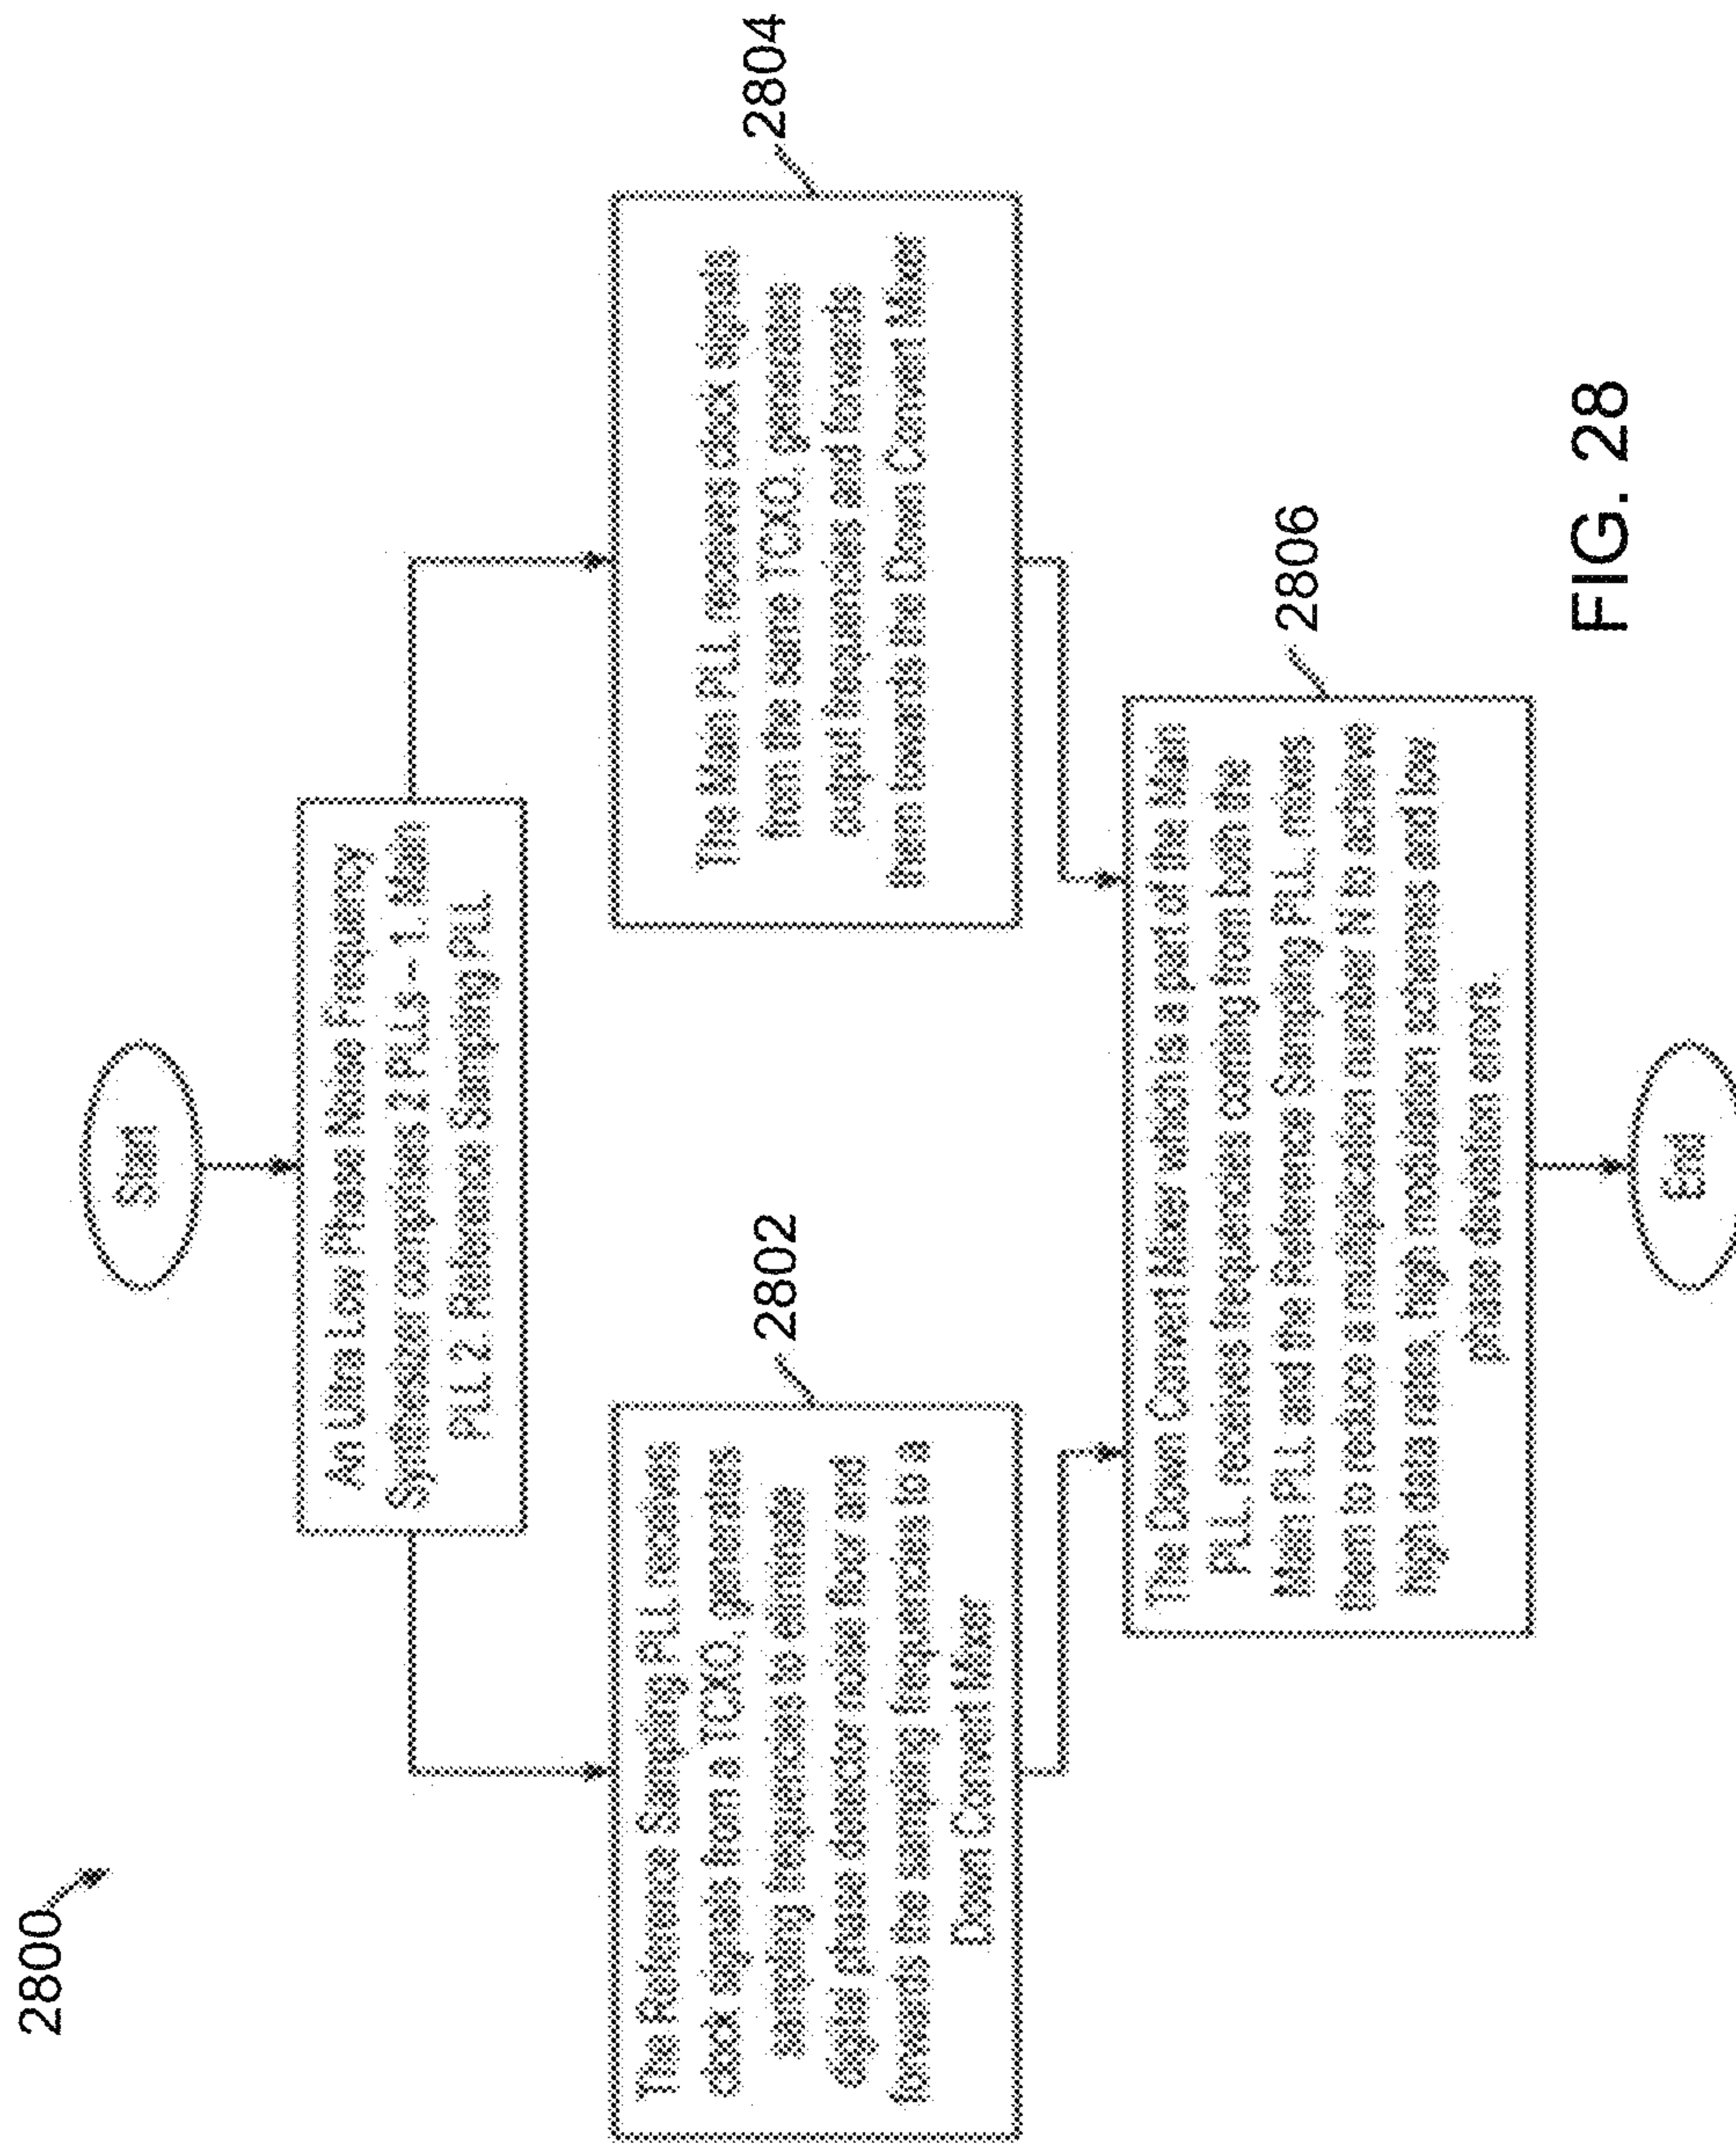 2800
Start
An Ultra Low Phase Noise Frequency
Synthesizer comprises 2 PLLs – 1. Main
PLL 2. Reference Sampling PLL
2802
The Reference Sampling PLL receives
clock signals from a TCXO, generates
sampling frequencies to eliminate
digital phase detector noise floor and
forwards the sampling frequencies to a
Down Convert Mixer
2804
The Main PLL receives clock signals
from the same TCXO, generates
output frequencies and forwards
them towards the Down Convert Mixer
2806
The Down Convert Mixer which is a part of the Main
PLL, receives frequencies coming from both the
Main PLL and the Reference Sampling PLL, mixes
them to reduce a multiplication number N to achieve
high data rates, high modulation schemes and low
phase deviation errors.
End
FIG. 28